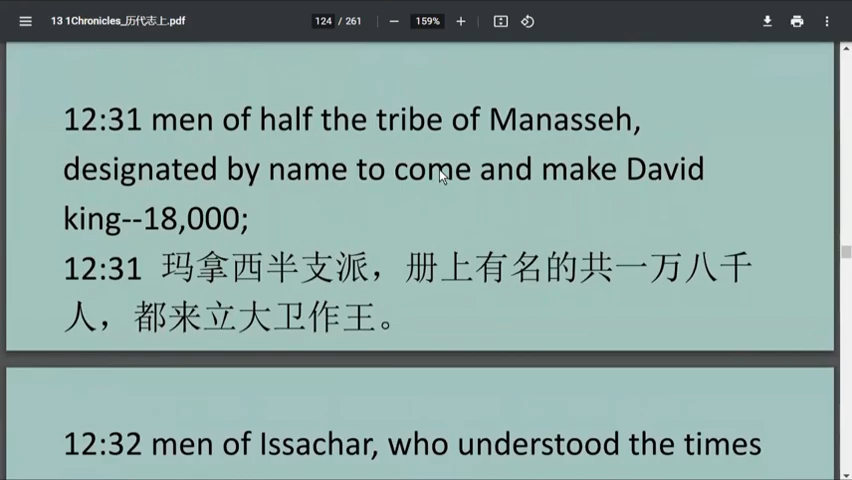 13 1Chronicles_历代志上.pdf
124 / 261
159%
12:31 men of half the tribe of Manasseh,
designated by name to come and make David
king--18,000;
12:31 玛拿西半支派，册上有名的共一万八千
人，都来立大卫作王。
12:32 men of Issachar, who understood the times